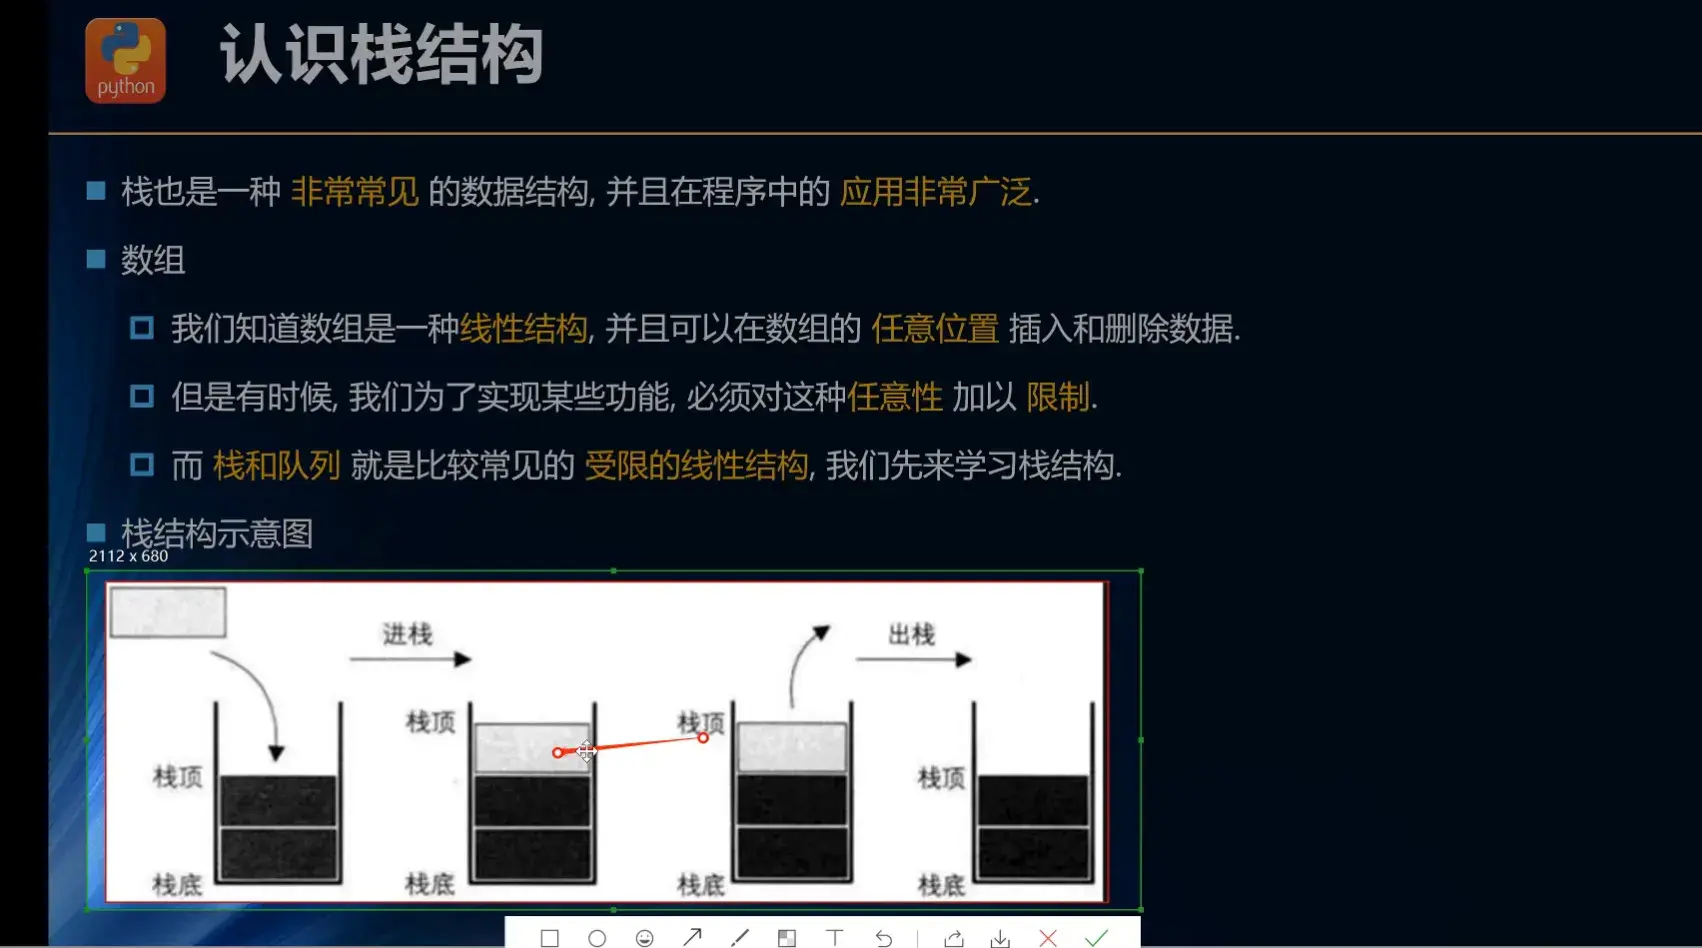 python
认识栈结构
栈也是一种 非常常见 的数据结构, 并且在程序中的 应用非常广泛.
数组
我们知道数组是一种线性结构, 并且可以在数组的 任意位置 插入和删除数据.
但是有时候, 我们为了实现某些功能, 必须对这种任意性 加以 限制.
而 栈和队列 就是比较常见的 受限的线性结构, 我们先来学习栈结构.
栈结构示意图
2112 x 680
进栈
出栈
栈顶
栈顶
栈顶
栈顶
栈底
栈底
栈底
栈底